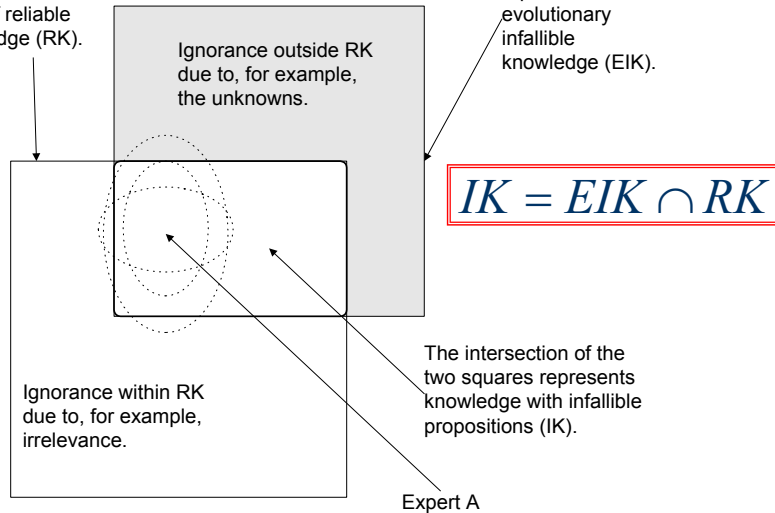 reliable
dge (RK).
Ignorance outside RK
due to, for example,
the unknowns.
evolutionary
infallible
knowledge (EIK).
IK = EIK ∩ RK
The intersection of the
two squares represents
knowledge with infallible
propositions (IK).
Ignorance within RK
due to, for example,
irrelevance.
Expert A